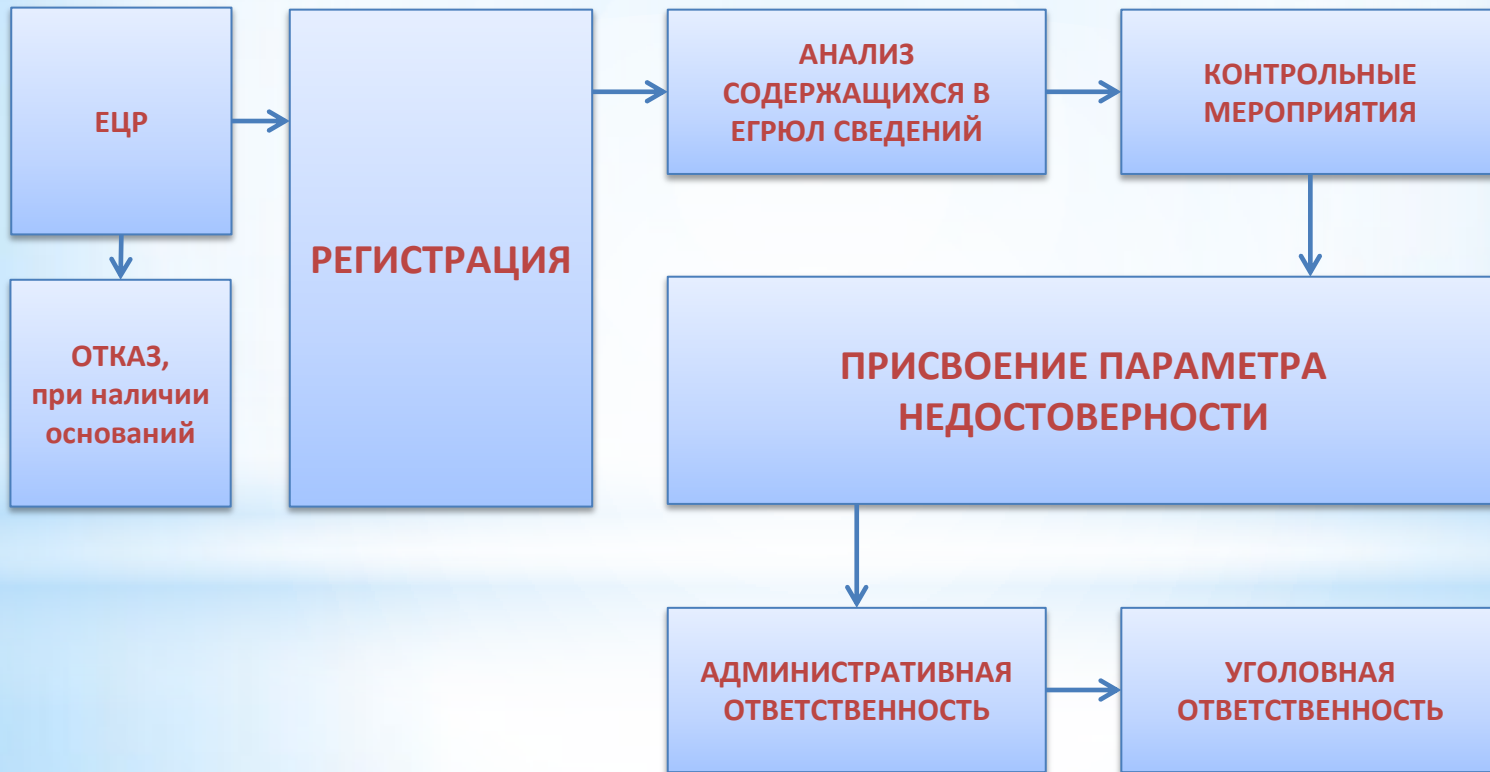 ЕЦР
ОТКАЗ,
при наличии
оснований
РЕГИСТРАЦИЯ
АНАЛИЗ
СОДЕРЖАЩИХСЯ В
ЕГРЮЛ СВЕДЕНИЙ
КОНТРОЛЬНЫЕ
МЕРОПРИЯТИЯ
ПРИСВОЕНИЕ ПАРАМЕТРА
НЕДОСТОВЕРНОСТИ
АДМИНИСТРАТИВНАЯ
ОТВЕТСТВЕННОСТЬ
УГОЛОВНАЯ
ОТВЕТСТВЕННОСТЬ